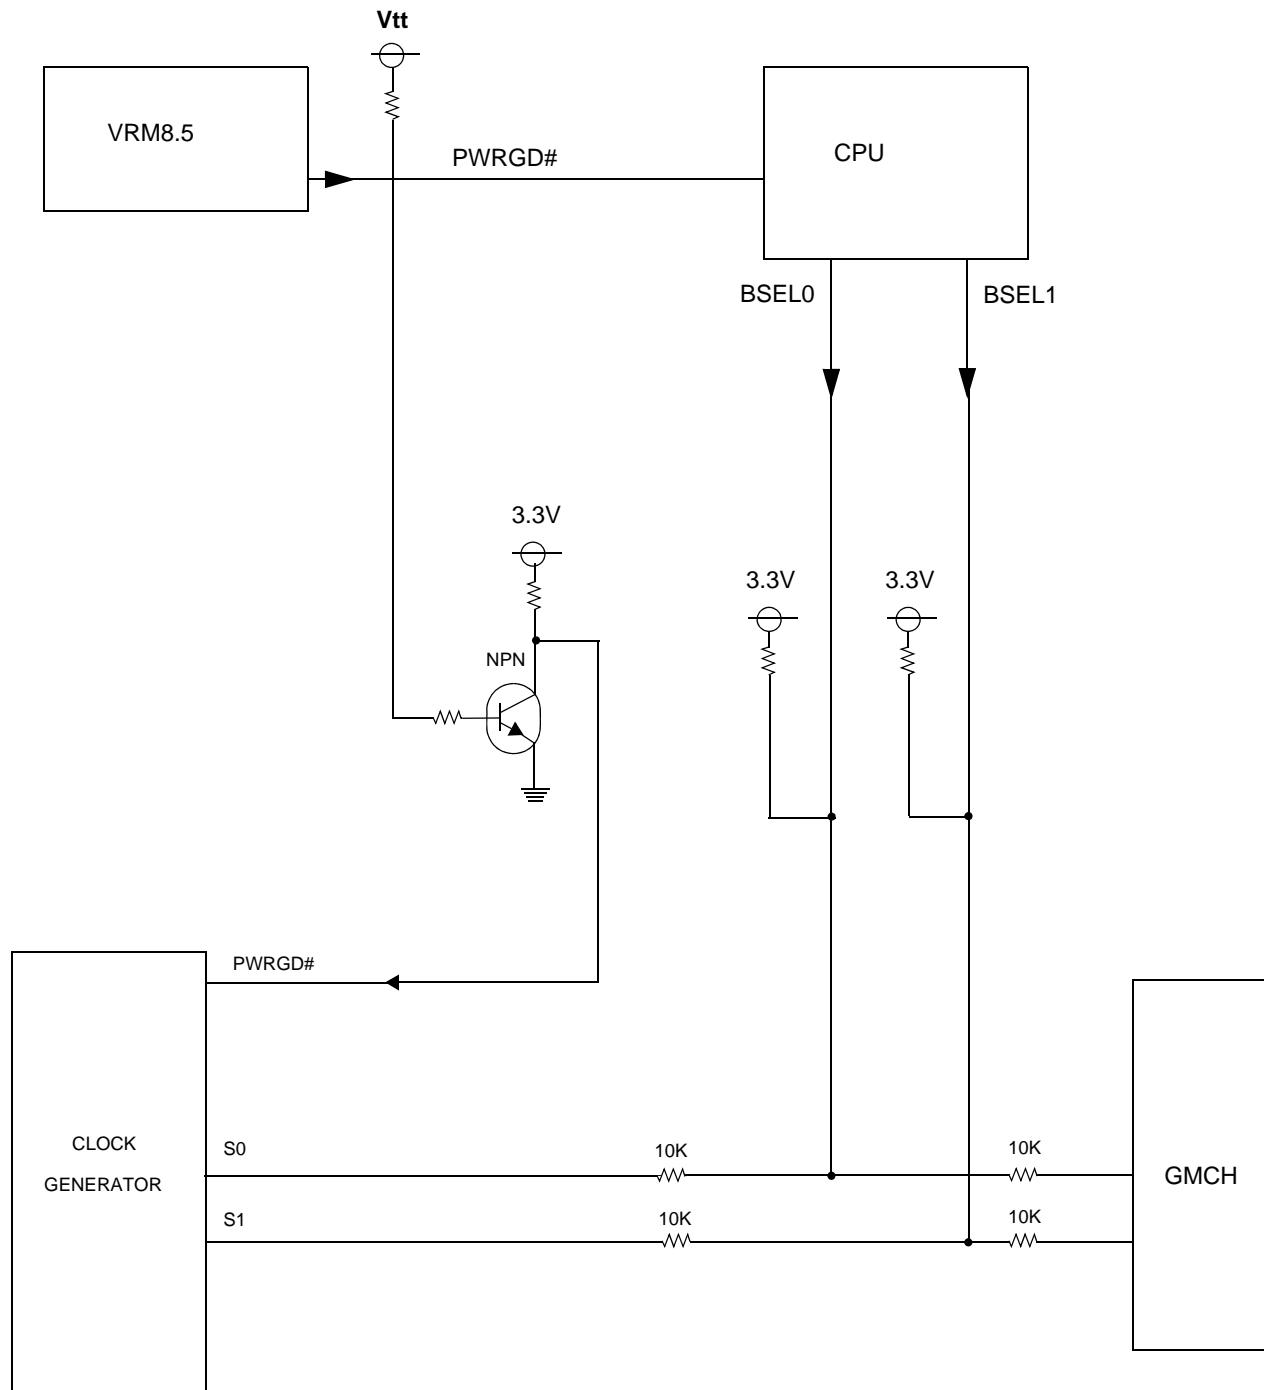 Vtt
VRM8.5
PWRGD#
CPU
BSEL0
BSEL1
3.3V
3.3V
3.3V
NPN
PWRGD#
CLOCK
GENERATOR
S0
10K
10K
GMCH
S1
10K
10K